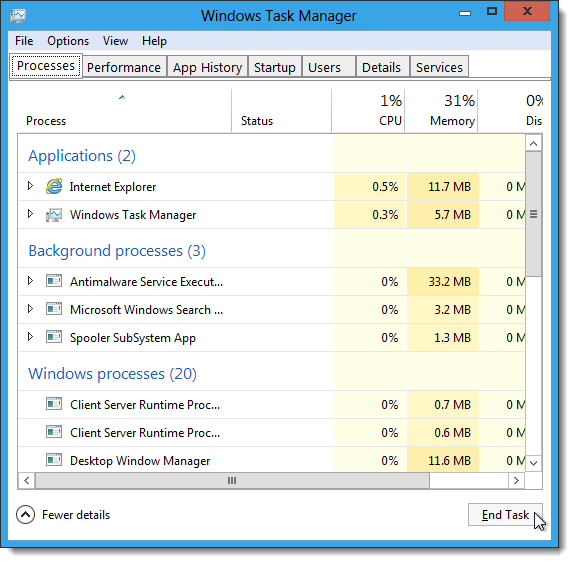 Windows Task Manager
File Options View Help
Processes Performance App History Startup Users Details Services
1% 31% 0%
Process Status CPU Memory Dis
Applications (2)
Internet Explorer 0.5% 11.7 MB 0 M
Windows Task Manager 0.3% 5.7 MB 0 M
Background processes (3)
Antimalware Service Execut... 0% 33.2 MB 0 M
Microsoft Windows Search ... 0% 3.2 MB 0 M
Spooler SubSystem App 0% 1.3 MB 0 M
Windows processes (20)
Client Server Runtime Proc... 0% 0.7 MB 0 M
Client Server Runtime Proc... 0% 0.6 MB 0 M
Desktop Window Manager 0% 11.6 MB 0 M
Fewer details End Task